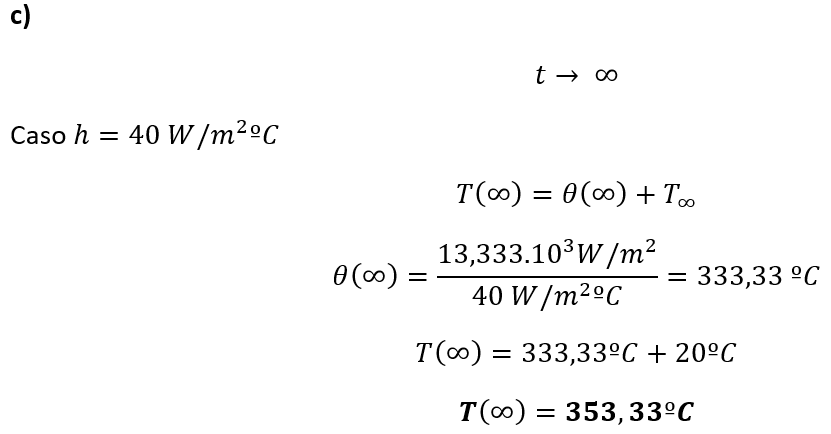 c)
t → ∞
Caso h = 40 W/m²ºC
T(∞) = θ(∞) + T∞
θ(∞) = 13,333.10³W/m² / 40 W/m²ºC = 333,33 ºC
T(∞) = 333,33ºC + 20ºC
T(∞) = 353,33ºC